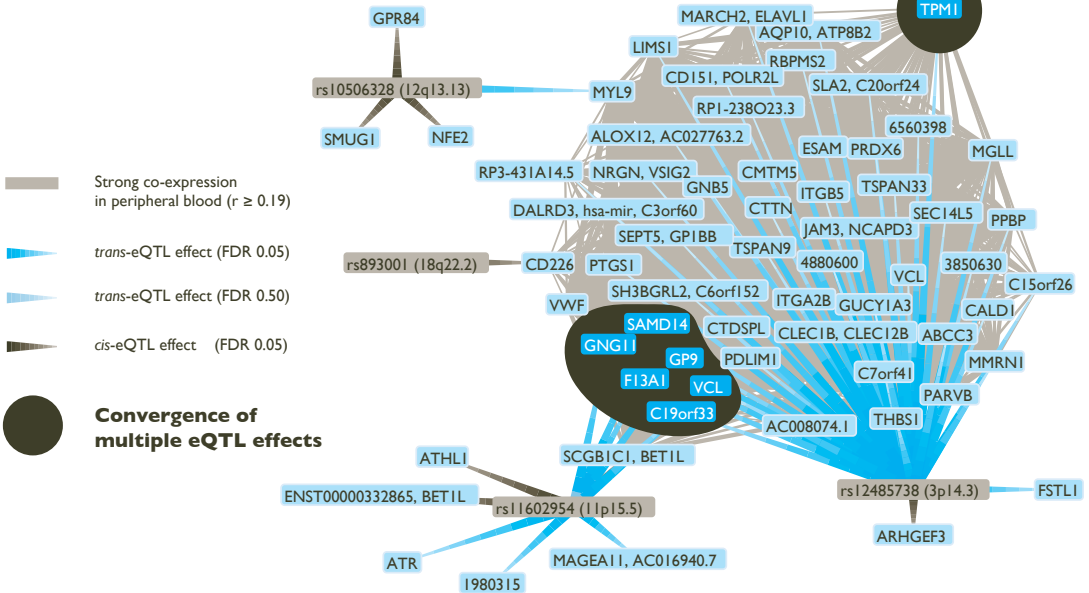 TPM1
GPR84
MARCH2, ELAVL1
AQP10, ATP8B2
LIMS1
RBPMS2
CD151, POLR2L
SLA2, C20orf24
rs10506328 (12q13.13)
MYL9
RP1-238O23.3
SMUG1
NFE2
ALOX12, AC027763.2
6560398
ESAM
PRDX6
MGLL
RP3-431A14.5
NRGN, VSIG2
CMTM5
GNB5
ITGB5
TSPAN33
Strong co-expression
in peripheral blood (r ≥ 0.19)
DALRD3, hsa-mir, C3orf60
CTTN
SEC14L5
PPBP
SEPT5, GP1BB
TSPAN9
JAM3, NCAPD3
trans-eQTL effect (FDR 0.05)
rs893001 (18q22.2)
CD226
PTGS1
4880600
VCL
3850630
C15orf26
trans-eQTL effect (FDR 0.50)
VWF
SH3BGRL2, C6orf152
ITGA2B
GUCY1A3
CALD1
SAMD14
CTDSPL
CLEC1B, CLEC12B
ABCC3
cis-eQTL effect (FDR 0.05)
GNG11
GP9
PDLIM1
MMRN1
F13A1
VCL
C7orf41
PARVB
C19orf33
AC008074.1
THBS1
Convergence of
multiple eQTL effects
ATHL1
SCGB1C1, BET1L
ENST00000332865, BET1L
rs11602954 (11p15.5)
rs12485738 (3p14.3)
FSTL1
ARHGEF3
ATR
MAGEA11, AC016940.7
1980315